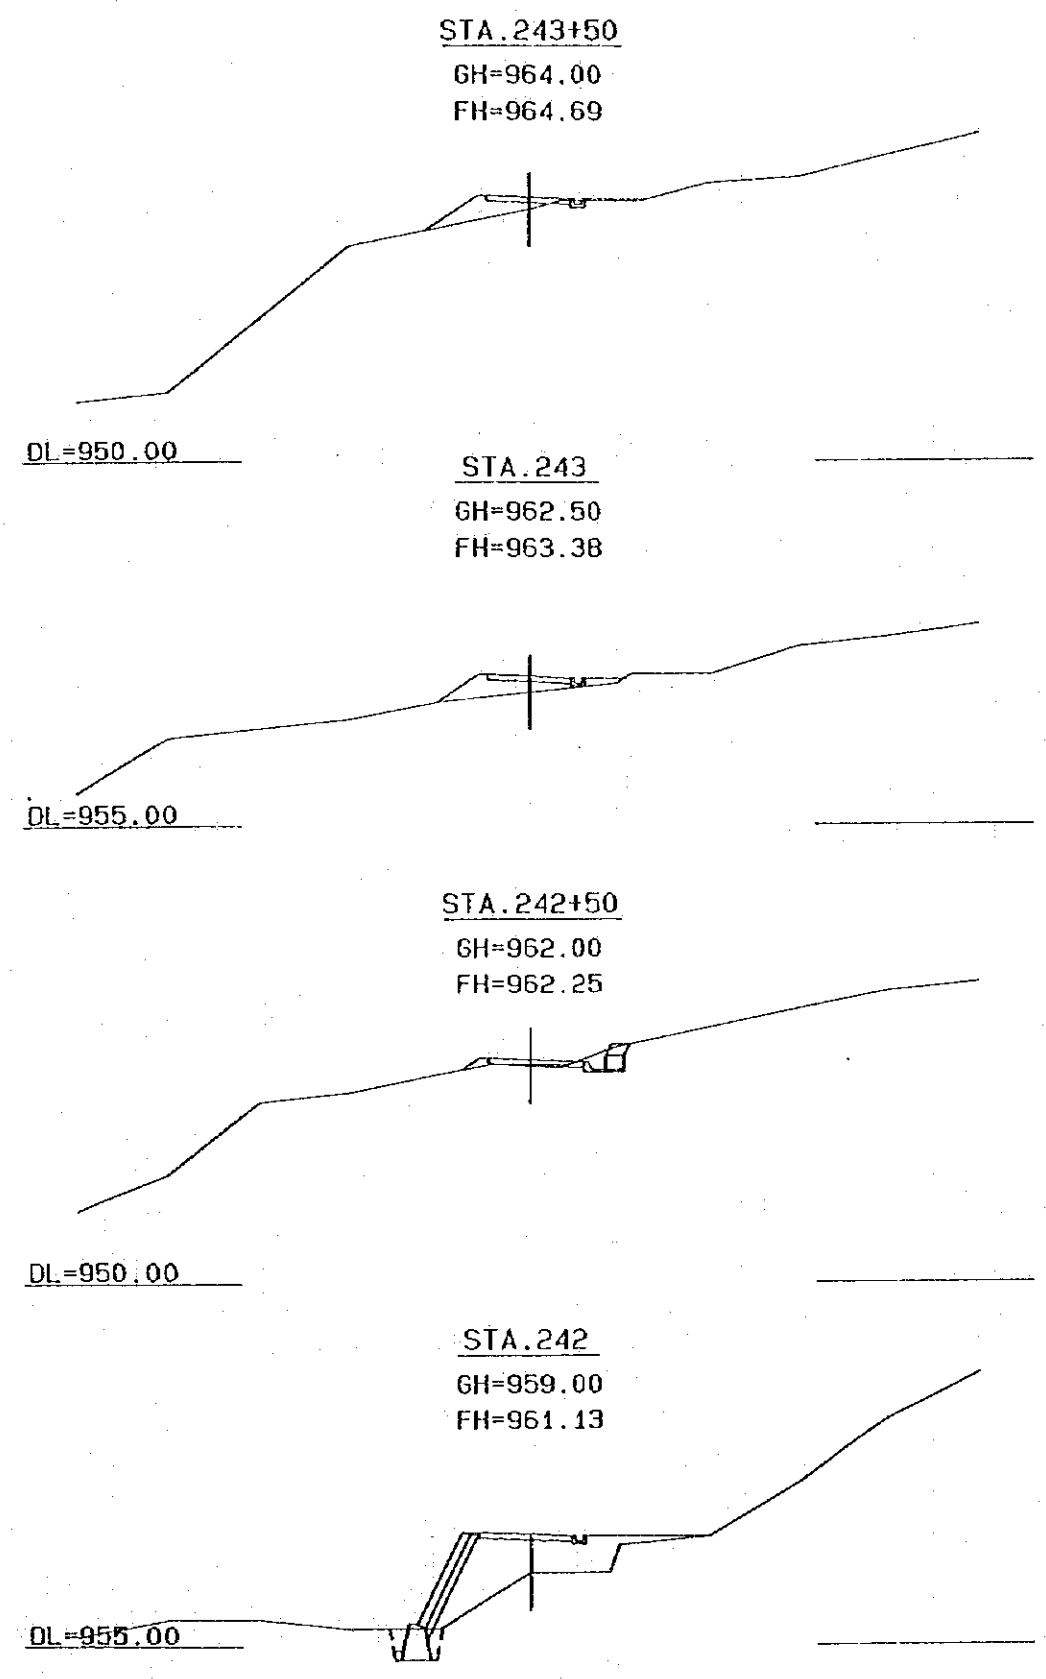 STA.243+50
GH=964.00
FH=964.69
DL=950.00
STA.243
GH=962.50
FH=963.38
DL=955.00
STA.242+50
GH=962.00
FH=962.25
DL=950.00
STA.242
GH=959.00
FH=961.13
DL=955.00